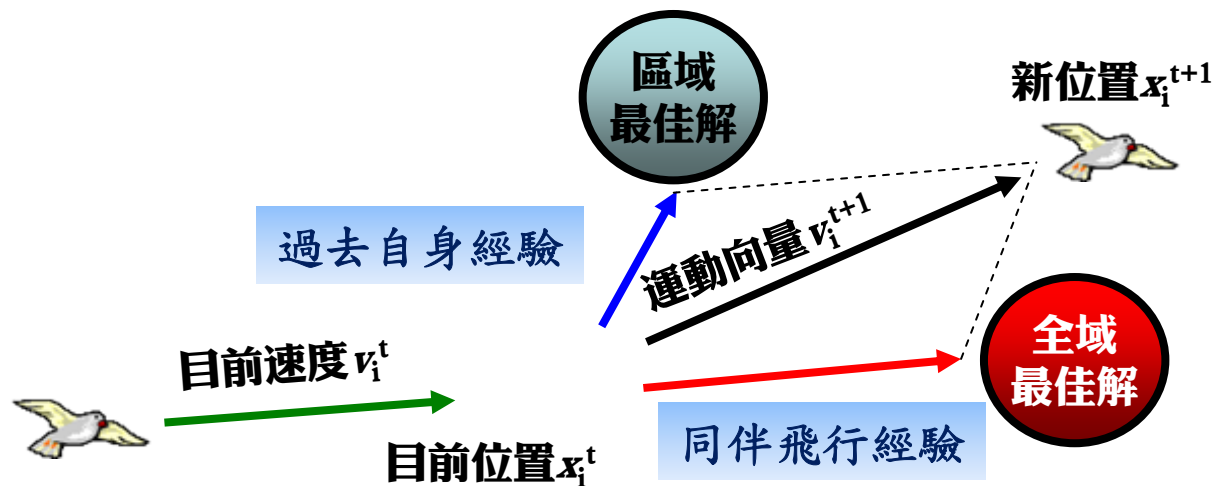 區域
最佳解
新位置xᵢᵗ⁺¹
過去自身經驗
運動向量vᵢᵗ⁺¹
目前速度vᵢᵗ
全域
最佳解
目前位置xᵢᵗ
同伴飛行經驗